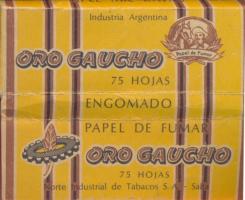 Industria Argentina
Papel de Fumar
ORO GAUCHO
75 HOJAS
ENGOMADO
PAPEL DE FUMAR
ORO GAUCHO
75 HOJAS
Norte Industrial de Tabacos S.A. - Salta